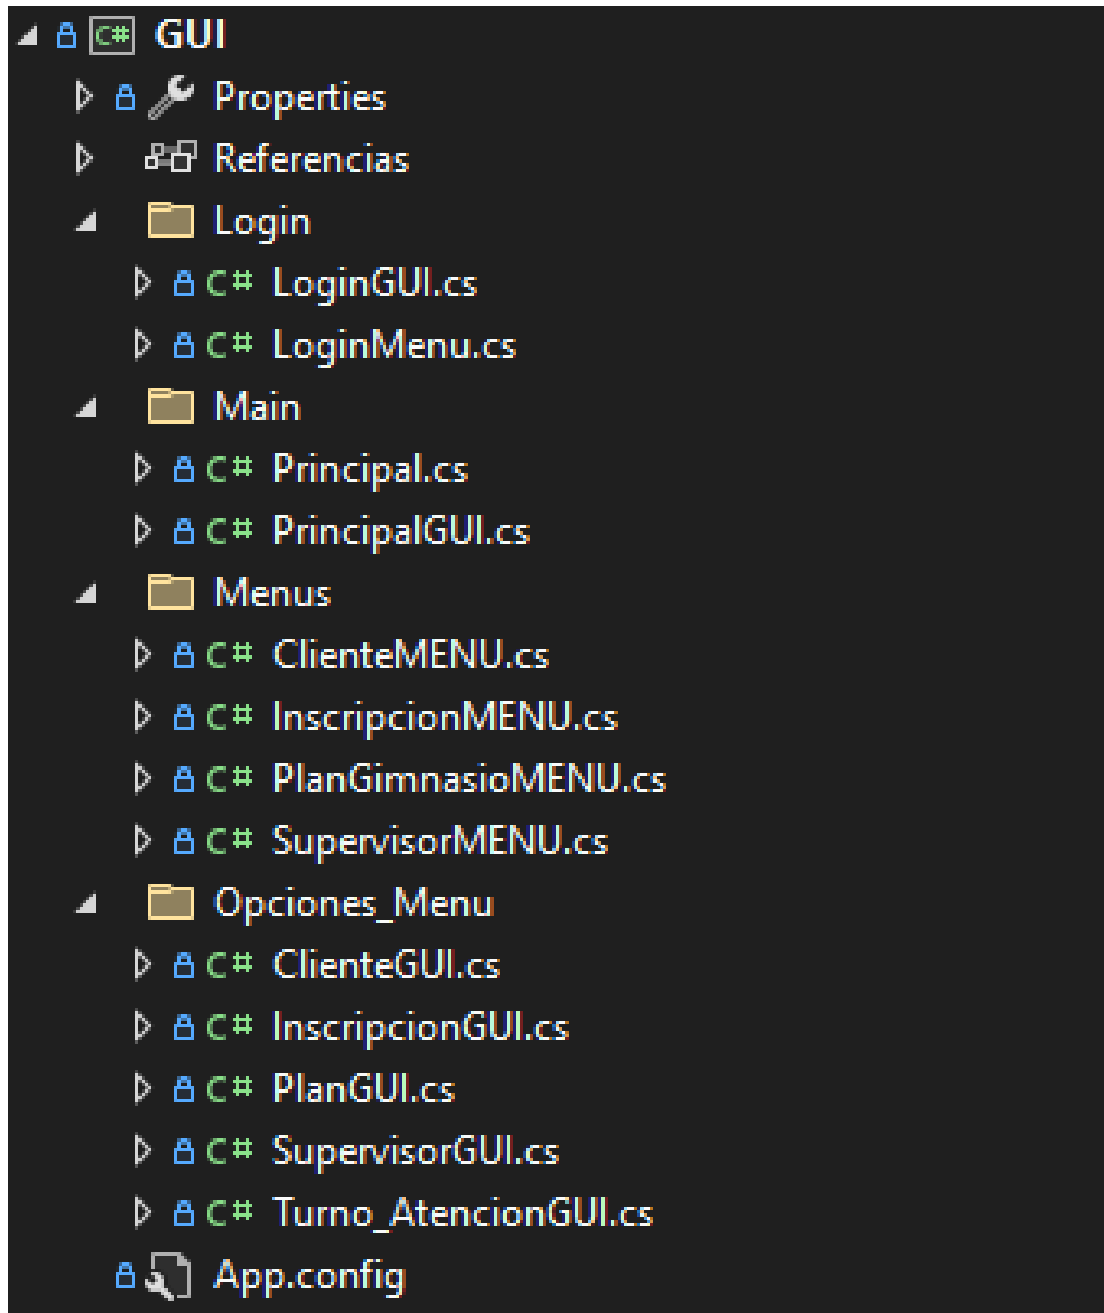 C# GUI
Properties
Referencias
Login
C# LoginGUI.cs
C# LoginMenu.cs
Main
C# Principal.cs
C# PrincipalGUI.cs
Menus
C# ClienteMENU.cs
C# InscripcionMENU.cs
C# PlanGimnasioMENU.cs
C# SupervisorMENU.cs
Opciones_Menu
C# ClienteGUI.cs
C# InscripcionGUI.cs
C# PlanGUI.cs
C# SupervisorGUI.cs
C# Turno_AtencionGUI.cs
App.config